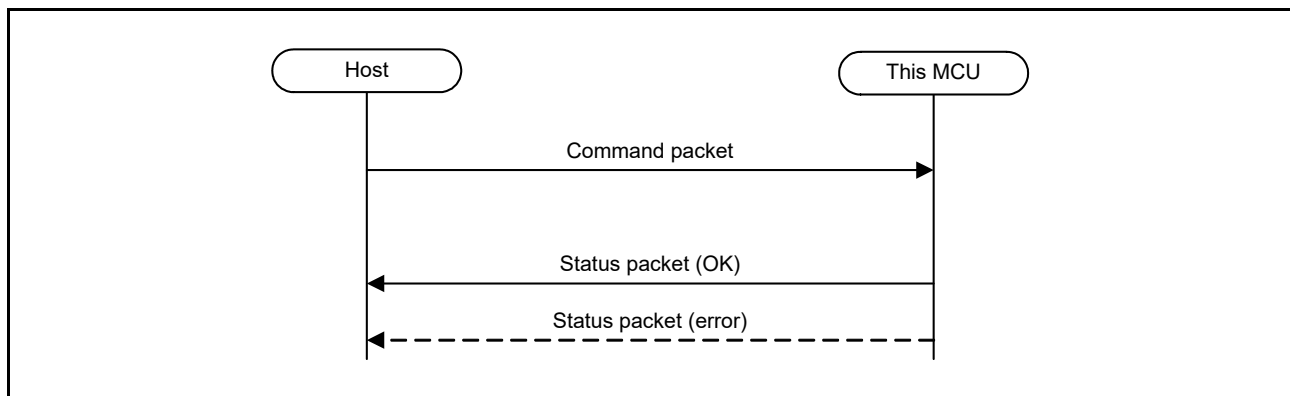 Host
This MCU
Command packet
Status packet (OK)
Status packet (error)